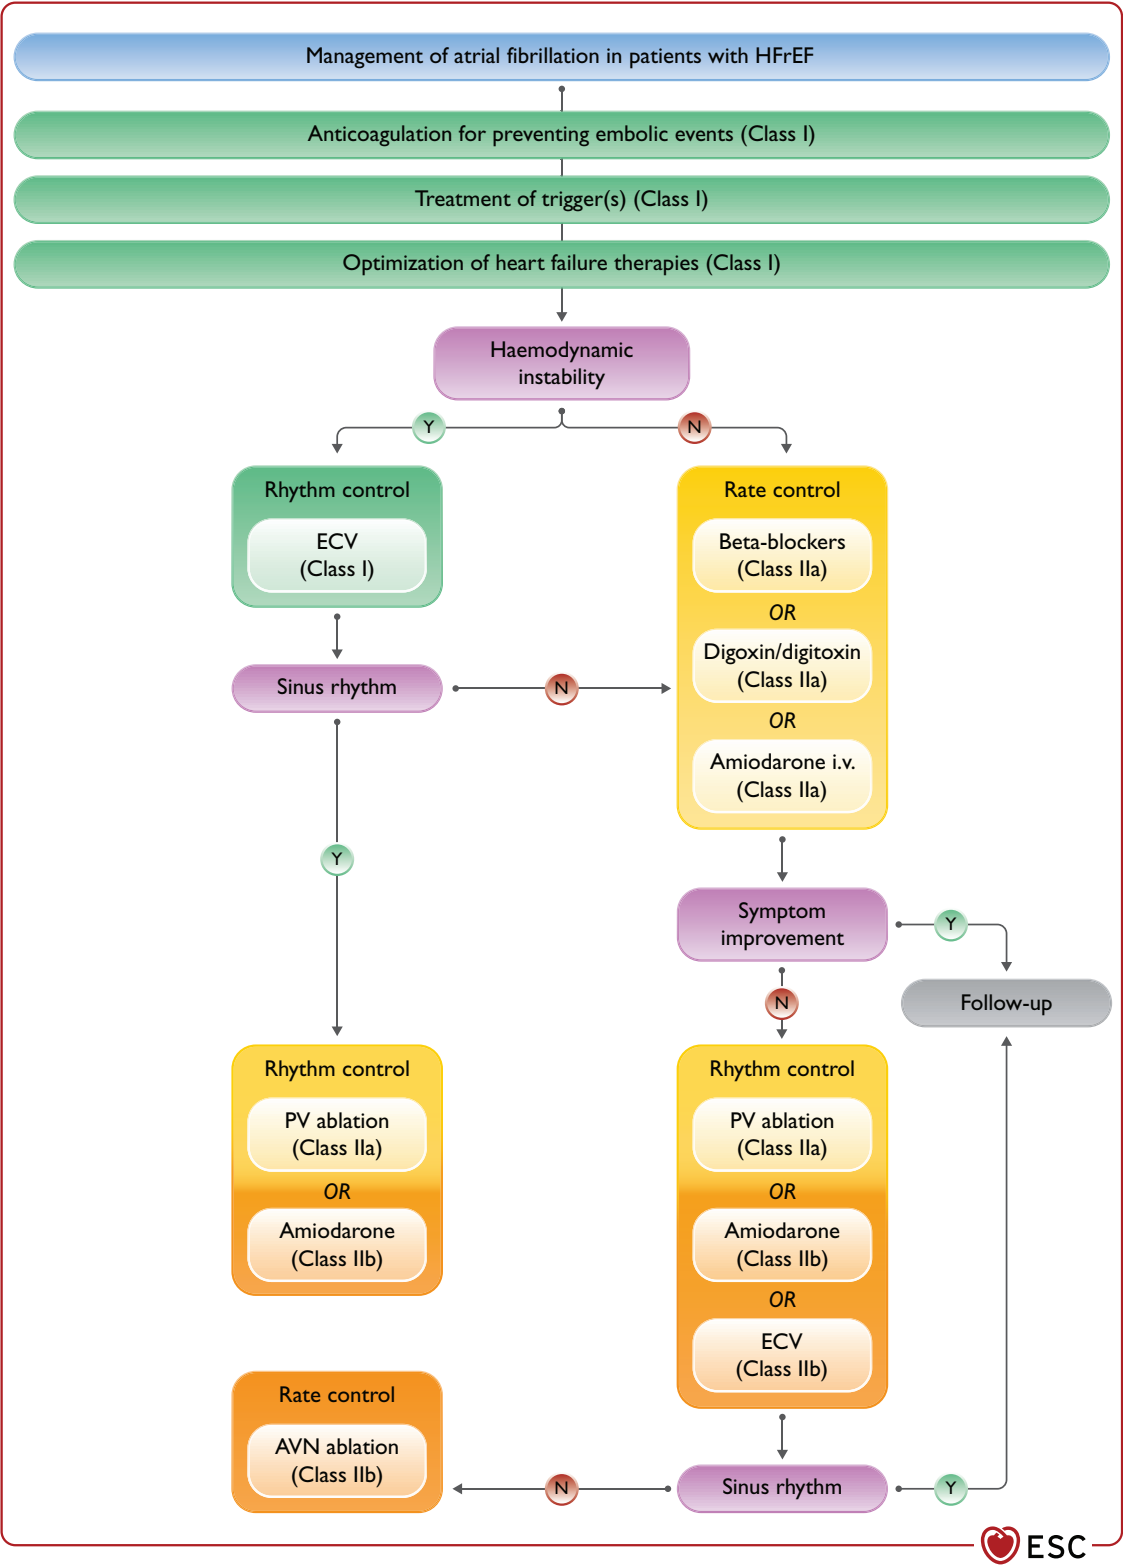 Management of atrial fibrillation in patients with HFrEF
Anticoagulation for preventing embolic events (Class I)
Treatment of trigger(s) (Class I)
Optimization of heart failure therapies (Class I)
Haemodynamic
instability
Y
N
Rhythm control
ECV
(Class I)
Rate control
Beta-blockers
(Class IIa)
OR
Digoxin/digitoxin
(Class IIa)
OR
Amiodarone i.v.
(Class IIa)
Sinus rhythm
N
Y
Symptom
improvement
Y
N
Follow-up
Rhythm control
PV ablation
(Class IIa)
OR
Amiodarone
(Class IIb)
Rhythm control
PV ablation
(Class IIa)
OR
Amiodarone
(Class IIb)
OR
ECV
(Class IIb)
Rate control
AVN ablation
(Class IIb)
N
Sinus rhythm
Y
ESC